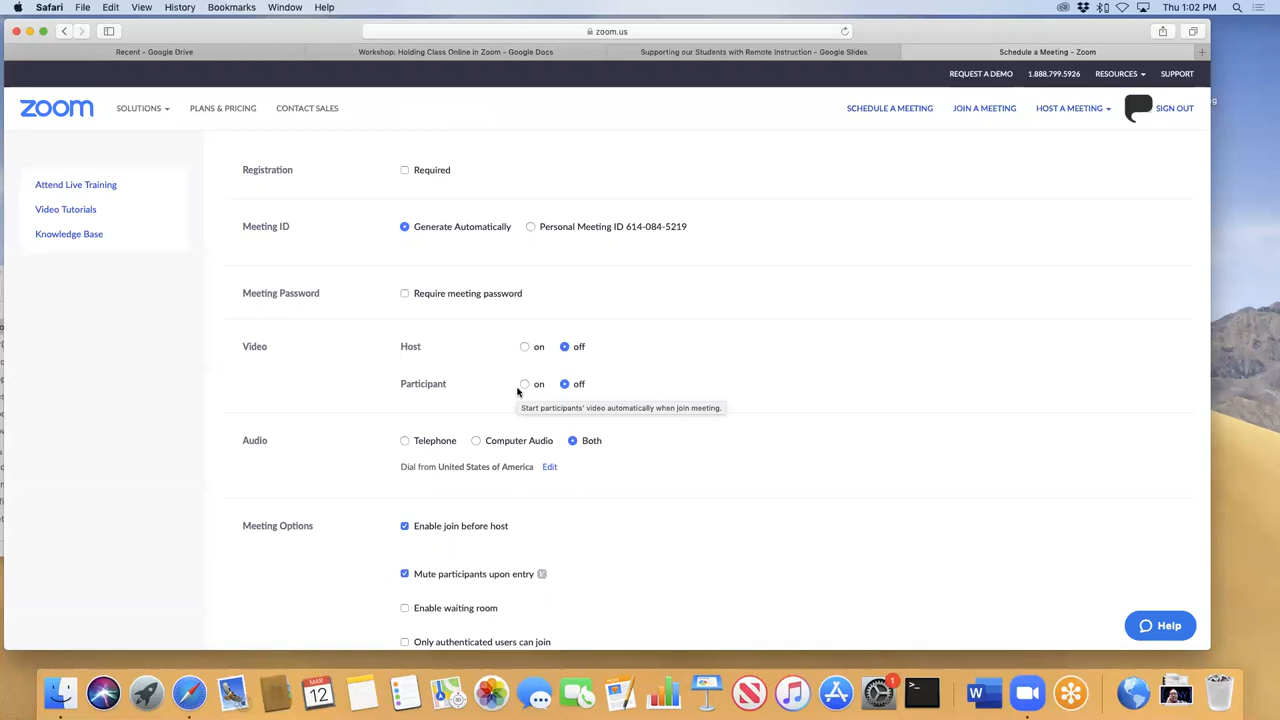 Safari File Edit View History Bookmarks Window Help Thu 1:02 PM
zoom.us
Recent - Google Drive Workshop: Holding Class Online in Zoom - Google Docs Supporting our Students with Remote Instruction - Google Slides Schedule a Meeting - Zoom
REQUEST A DEMO 1.888.799.5926 RESOURCES SUPPORT
zoom SOLUTIONS PLANS & PRICING CONTACT SALES SCHEDULE A MEETING JOIN A MEETING HOST A MEETING SIGN OUT
Registration Required
Attend Live Training
Video Tutorials
Knowledge Base
Meeting ID Generate Automatically Personal Meeting ID 614-084-5219
Meeting Password Require meeting password
Video Host on off
Participant on off
Start participants' video automatically when join meeting.
Audio Telephone Computer Audio Both
Dial from United States of America Edit
Meeting Options Enable join before host
Mute participants upon entry
Enable waiting room
Only authenticated users can join
Help
MAR
12
1